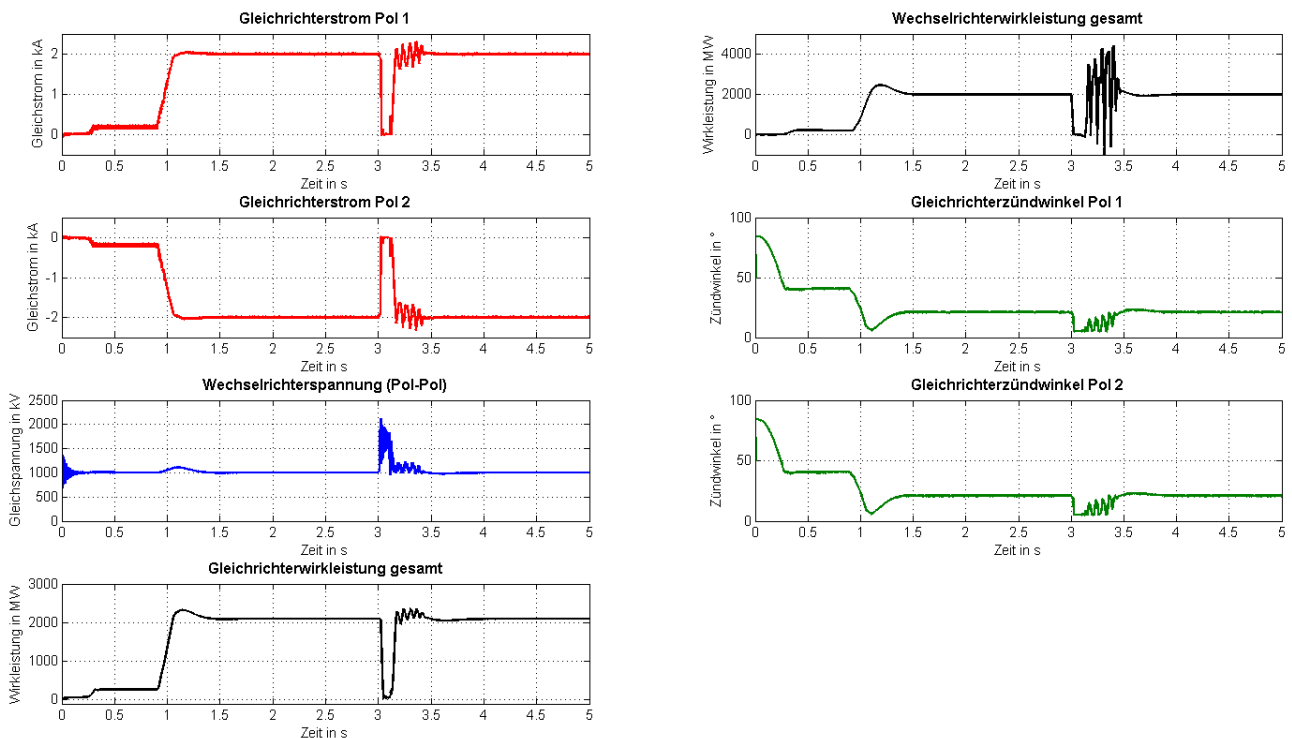 Gleichrichterstrom Pol 1
Gleichstrom in kA
2
1
0
0 0.5 1 1.5 2 2.5 3 3.5 4 4.5 5
Zeit in s
Gleichrichterstrom Pol 2
Gleichstrom in kA
0
-1
-2
0 0.5 1 1.5 2 2.5 3 3.5 4 4.5 5
Zeit in s
Wechselrichterspannung (Pol-Pol)
Gleichspannung in kV
2500
2000
1500
1000
500
0
0 0.5 1 1.5 2 2.5 3 3.5 4 4.5 5
Zeit in s
Gleichrichterwirkleistung gesamt
Wirkleistung in MW
3000
2000
1000
0
0 0.5 1 1.5 2 2.5 3 3.5 4 4.5 5
Zeit in s
Wechselrichterwirkleistung gesamt
Wirkleistung in MW
4000
2000
0
0 0.5 1 1.5 2 2.5 3 3.5 4 4.5 5
Zeit in s
Gleichrichterzündwinkel Pol 1
Zündwinkel in °
100
50
0
0 0.5 1 1.5 2 2.5 3 3.5 4 4.5 5
Zeit in s
Gleichrichterzündwinkel Pol 2
Zündwinkel in °
100
50
0
0 0.5 1 1.5 2 2.5 3 3.5 4 4.5 5
Zeit in s